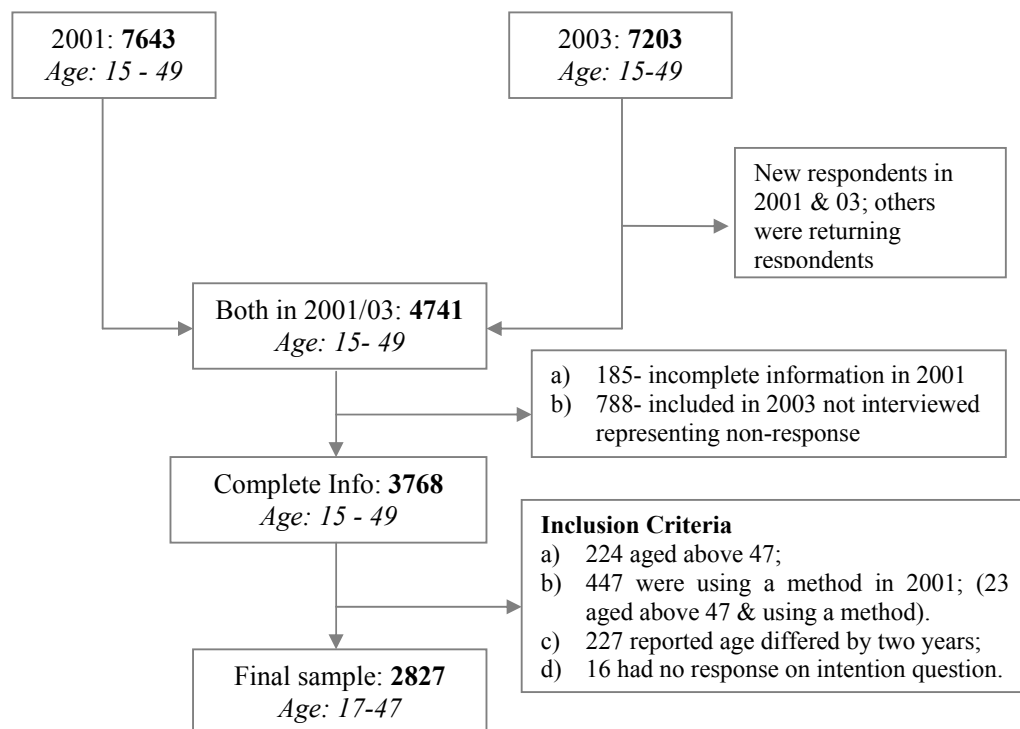 2001: 7643
Age: 15 - 49
2003: 7203
Age: 15-49
New respondents in
2001 & 03; others
were returning
respondents
Both in 2001/03: 4741
Age: 15- 49
a) 185- incomplete information in 2001
b) 788- included in 2003 not interviewed
representing non-response
Complete Info: 3768
Age: 15 - 49
Inclusion Criteria
a) 224 aged above 47;
b) 447 were using a method in 2001; (23
aged above 47 & using a method).
c) 227 reported age differed by two years;
d) 16 had no response on intention question.
Final sample: 2827
Age: 17-47